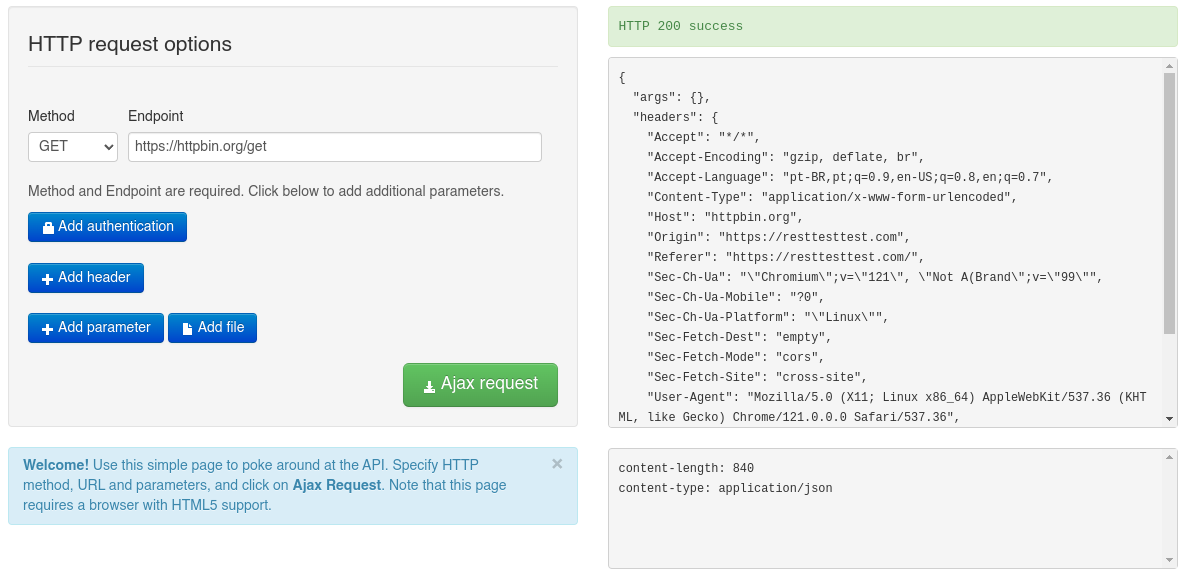 HTTP request options
Method
Endpoint
GET
https://httpbin.org/get
Method and Endpoint are required. Click below to add additional parameters.
Add authentication
Add header
Add parameter
Add file
Ajax request
Welcome! Use this simple page to poke around at the API. Specify HTTP
method, URL and parameters, and click on Ajax Request. Note that this page
requires a browser with HTML5 support.
×
HTTP 200 success
{
  "args": {},
  "headers": {
    "Accept": "*/*",
    "Accept-Encoding": "gzip, deflate, br",
    "Accept-Language": "pt-BR,pt;q=0.9,en-US;q=0.8,en;q=0.7",
    "Content-Type": "application/x-www-form-urlencoded",
    "Host": "httpbin.org",
    "Origin": "https://resttesttest.com",
    "Referer": "https://resttesttest.com/",
    "Sec-Ch-Ua": "\"Chromium\";v=\"121\", \"Not A(Brand\";v=\"99\"",
    "Sec-Ch-Ua-Mobile": "?0",
    "Sec-Ch-Ua-Platform": "\"Linux\"",
    "Sec-Fetch-Dest": "empty",
    "Sec-Fetch-Mode": "cors",
    "Sec-Fetch-Site": "cross-site",
    "User-Agent": "Mozilla/5.0 (X11; Linux x86_64) AppleWebKit/537.36 (KHT
ML, like Gecko) Chrome/121.0.0.0 Safari/537.36",
content-length: 840
content-type: application/json